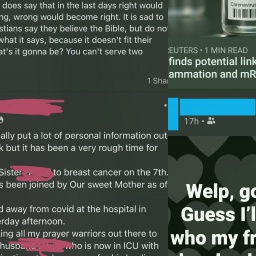 does say that in the last days right would
ng, wrong would become right. It is sad to
stians say they believe the Bible, but do no
what it says, because it doesn't fit their
at's it gonna be? You can't serve two
1 Sha
ally put a lot of personal information out
k but it has been a very rough time for
Sister
to breast cancer on the 7th.
s been joined by Our sweet Mother as of
d away from covid at the hospital in
erday afternoon.
ing all my prayer warriors out there to
husb
who is now in ICU with
Coronavirus
EUTERS • 1 MIN READ
finds potential link
ammation and mR
17h •
Welp, go
Guess I'l
who my fr